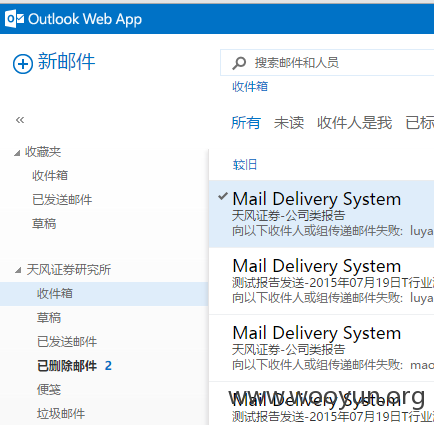 Outlook Web App
新邮件
搜索邮件和人员
收件箱
所有 未读 收件人是我 已标
«
收藏夹
收件箱
已发送邮件
草稿
天风证券研究所
收件箱
草稿
已发送邮件
已删除邮件 2
便笺
垃圾邮件
较旧
Mail Delivery System
天风证券-公司类报告
向以下收件人或组传递邮件失败: luya
Mail Delivery System
测试报告发送-2015年07月19日T行业
向以下收件人或组传递邮件失败: luya
Mail Delivery System
天风证券-公司类报告
向以下收件人或组传递邮件失败: mao
Mail Delivery System
测试报告发送-2015年07月19日T行业
www.wooyun.org